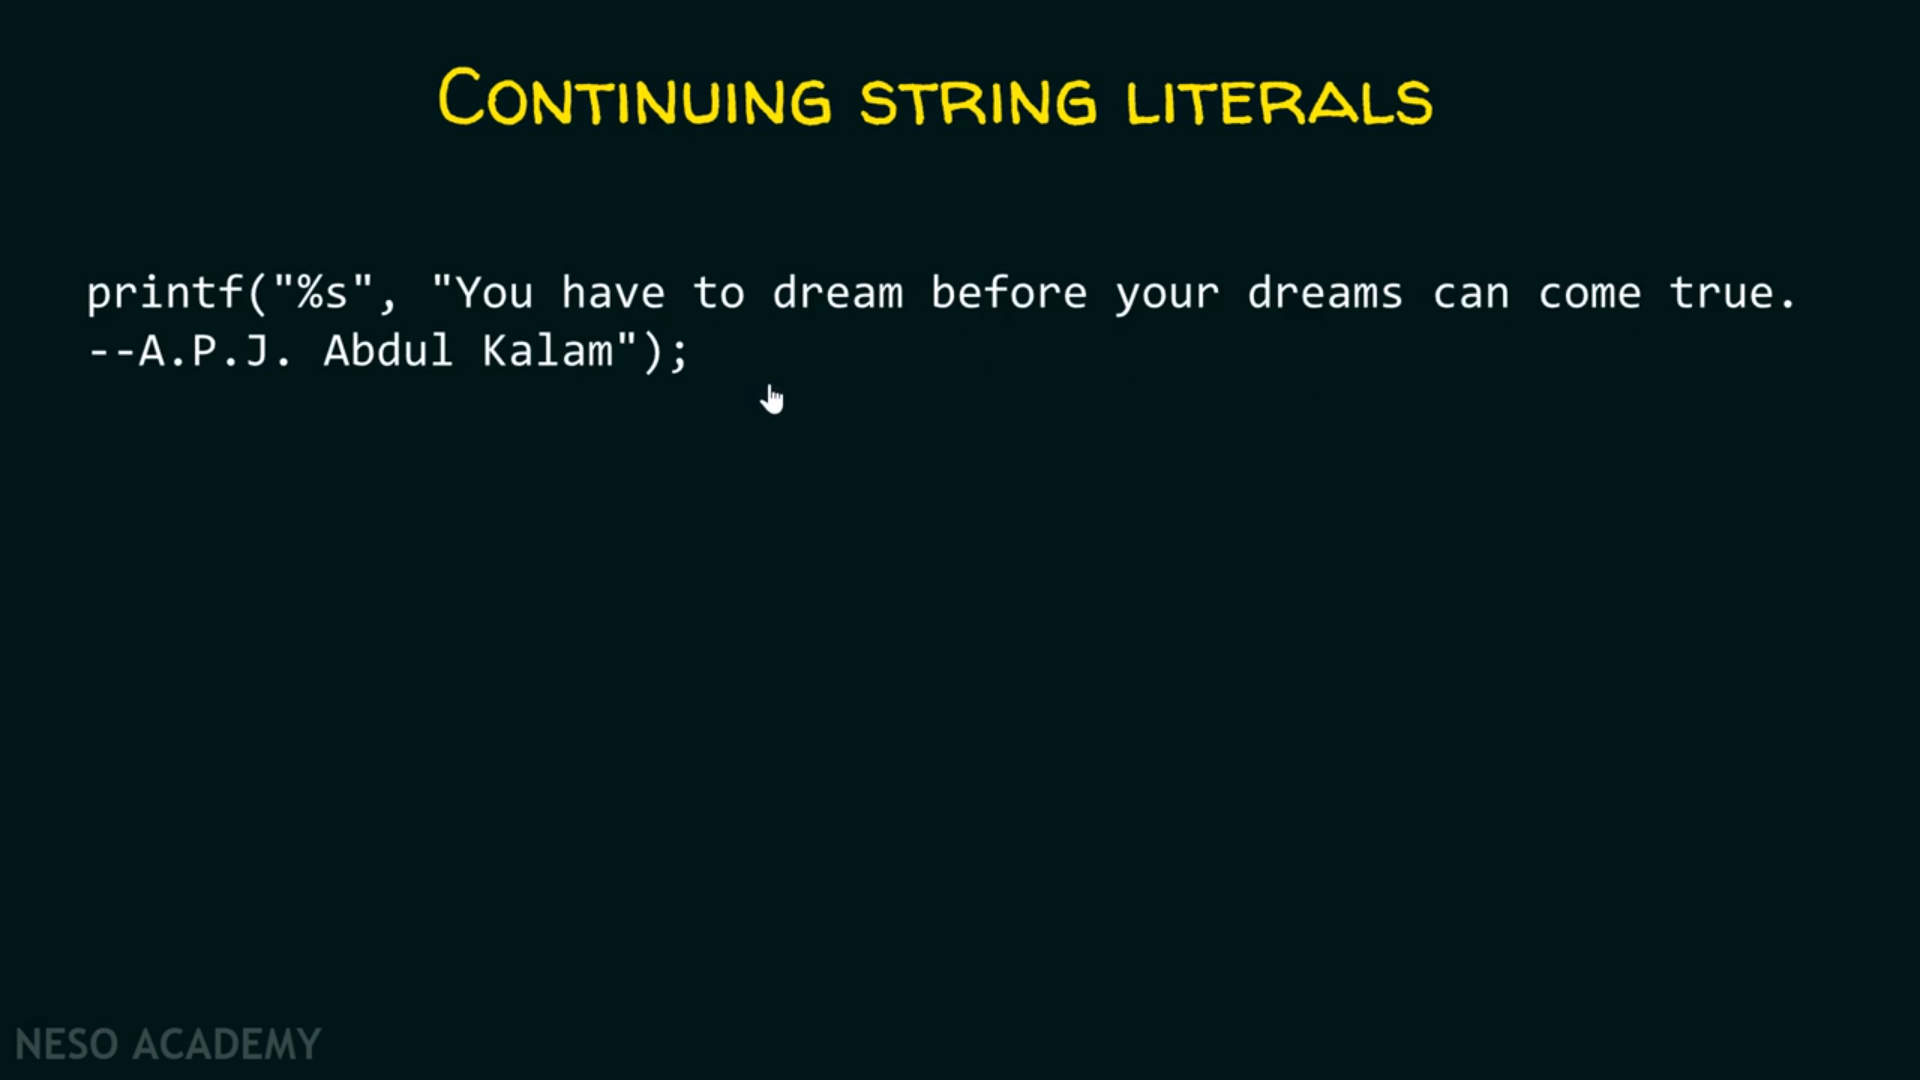 Continuing string literals
printf("%s", "You have to dream before your dreams can come true.
--A.P.J. Abdul Kalam");
NESO ACADEMY